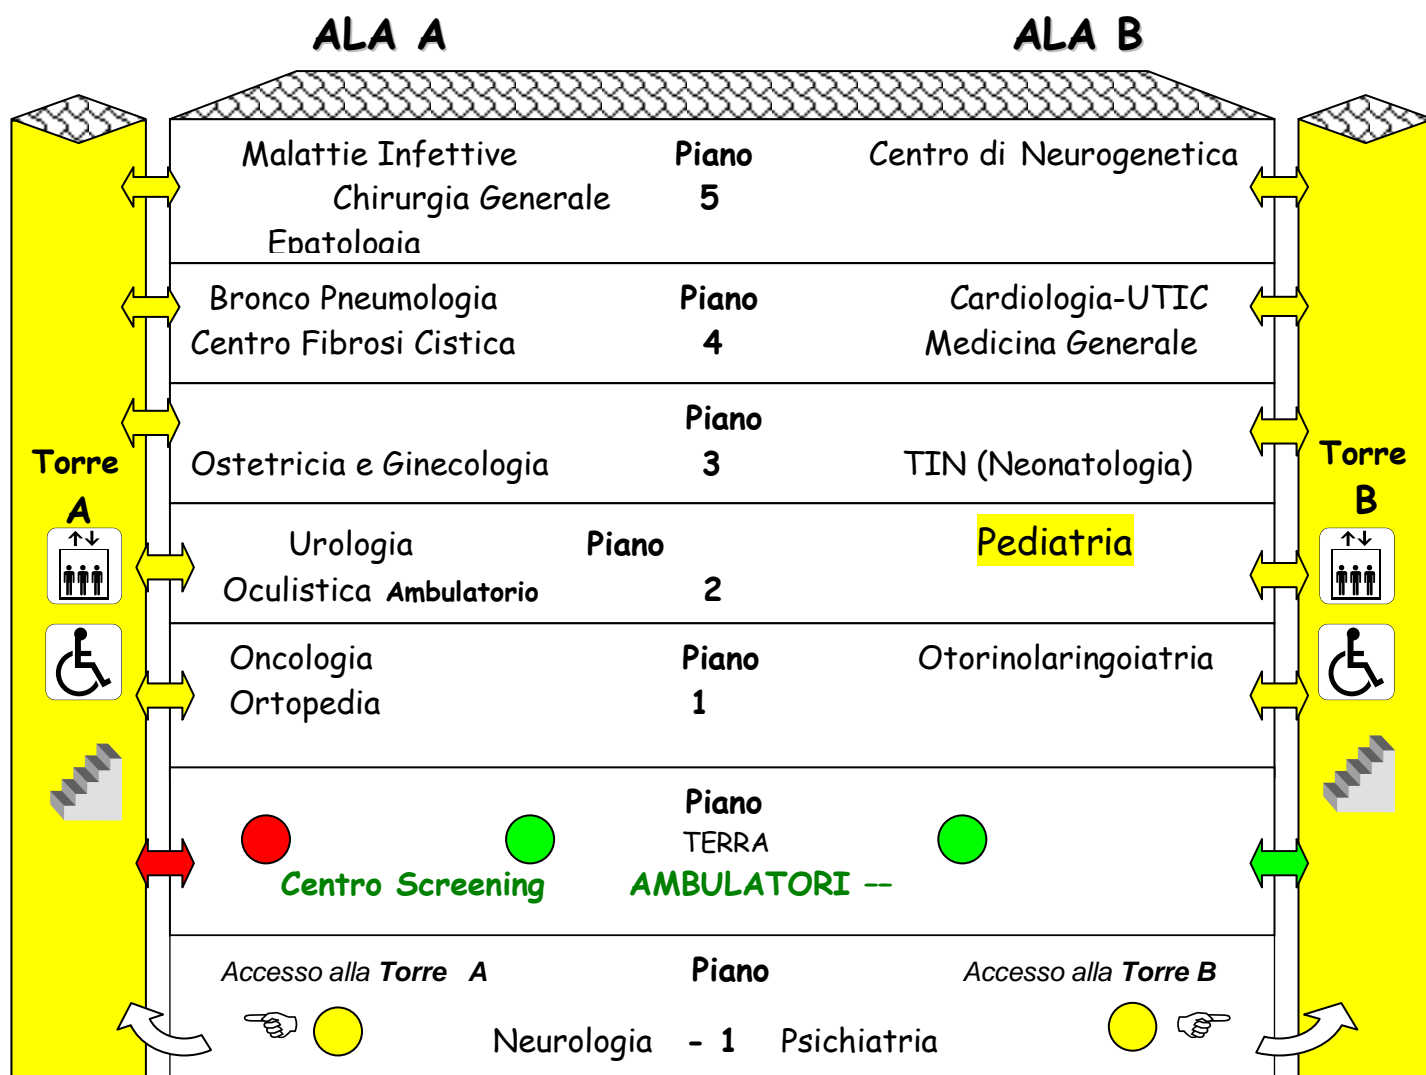 ALA A ALA B
Malattie Infettive Piano Centro di Neurogenetica
Chirurgia Generale 5
Epatologia
Bronco Pneumologia Piano Cardiologia-UTIC
Centro Fibrosi Cistica 4 Medicina Generale
Piano
Ostetricia e Ginecologia 3 TIN (Neonatologia)
Torre A
Torre B
Urologia Piano Pediatria
Oculistica Ambulatorio 2
Oncologia Piano Otorinolaringoiatria
Ortopedia 1
Piano
TERRA
Centro Screening AMBULATORI --
Accesso alla Torre A Piano Accesso alla Torre B
Neurologia - 1 Psichiatria